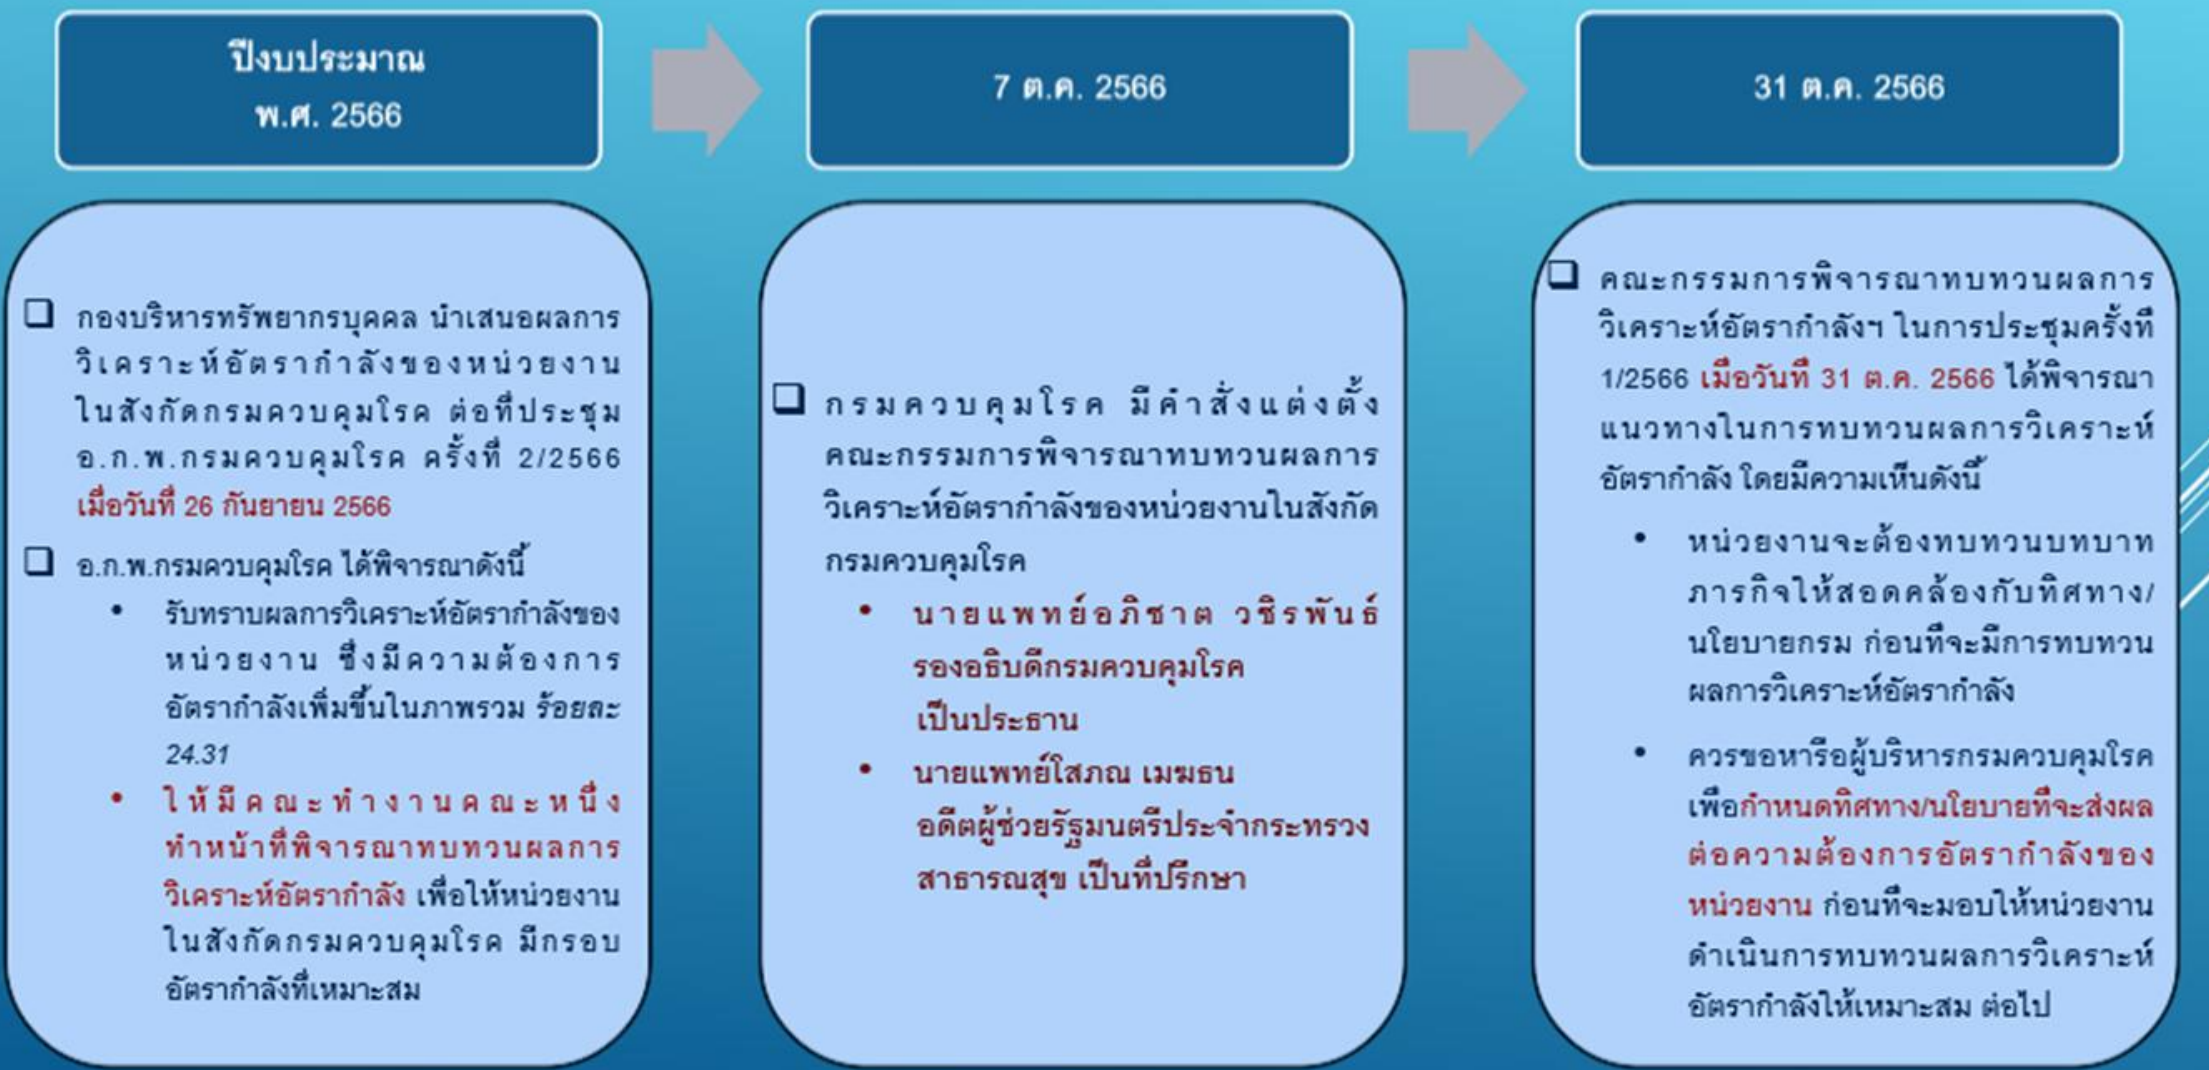 ปีงบประมาณ
พ.ศ. 2566
7 ต.ค. 2566
31 ต.ค. 2566
กองบริหารทรัพยากรบุคคล นำเสนอผลการ
วิเคราะห์อัตรากำลังของหน่วยงาน
ในสังกัดกรมควบคุมโรค ต่อที่ประชุม
อ.ก.พ.กรมควบคุมโรค ครั้งที่ 2/2566
เมื่อวันที่ 26 กันยายน 2566
อ.ก.พ.กรมควบคุมโรค ได้พิจารณาดังนี้
• รับทราบผลการวิเคราะห์อัตรากำลังของ
หน่วยงาน ซึ่งมีความต้องการ
อัตรากำลังเพิ่มขึ้นในภาพรวม ร้อยละ
24.31
• ให้มีคณะทำงานคณะหนึ่ง
ทำหน้าที่พิจารณาทบทวนผลการ
วิเคราะห์อัตรากำลัง เพื่อให้หน่วยงาน
ในสังกัดกรมควบคุมโรค มีกรอบ
อัตรากำลังที่เหมาะสม
กรมควบคุมโรค มีคำสั่งแต่งตั้ง
คณะกรรมการพิจารณาทบทวนผลการ
วิเคราะห์อัตรากำลังของหน่วยงานในสังกัด
กรมควบคุมโรค
• นายแพทย์อภิชาต วชิรพันธ์
รองอธิบดีกรมควบคุมโรค
เป็นประธาน
• นายแพทย์โสภณ เมฆธน
อดีตผู้ช่วยรัฐมนตรีประจำกระทรวง
สาธารณสุข เป็นที่ปรึกษา
คณะกรรมการพิจารณาทบทวนผลการ
วิเคราะห์อัตรากำลังฯ ในการประชุมครั้งที่
1/2566 เมื่อวันที่ 31 ต.ค. 2566 ได้พิจารณา
แนวทางในการทบทวนผลการวิเคราะห์
อัตรากำลัง โดยมีความเห็นดังนี้
• หน่วยงานจะต้องทบทวนบทบาท
ภารกิจให้สอดคล้องกับทิศทาง/
นโยบายกรม ก่อนที่จะมีการทบทวน
ผลการวิเคราะห์อัตรากำลัง
• ควรขอหารือผู้บริหารกรมควบคุมโรค
เพื่อกำหนดทิศทาง/นโยบายที่จะส่งผล
ต่อความต้องการอัตรากำลังของ
หน่วยงาน ก่อนที่จะมอบให้หน่วยงาน
ดำเนินการทบทวนผลการวิเคราะห์
อัตรากำลังให้เหมาะสม ต่อไป